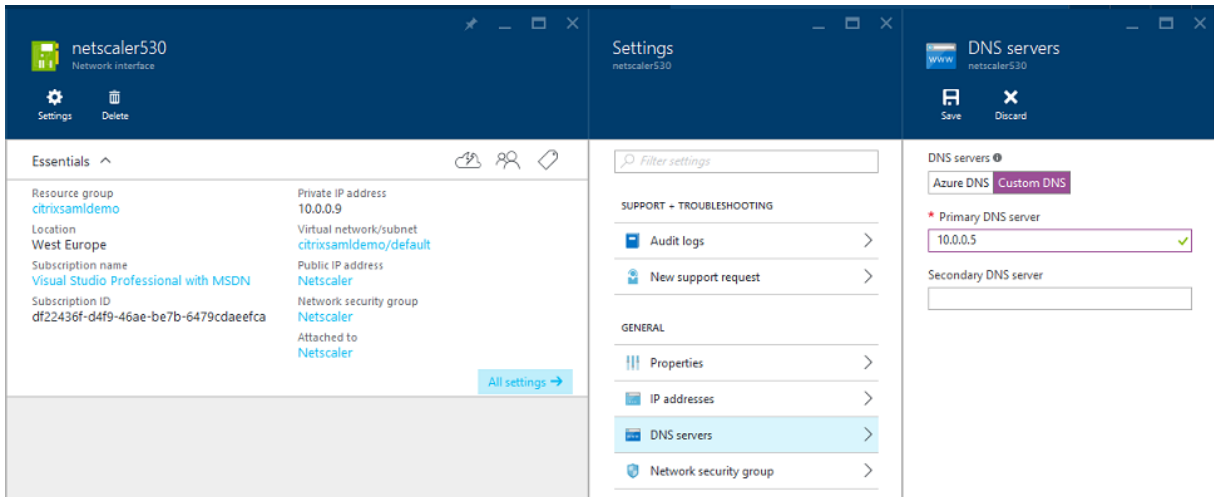 netscaler530
Network interface
Settings
Delete
Essentials
Resource group
citrixsamldemo
Location
West Europe
Subscription name
Visual Studio Professional with MSDN
Subscription ID
df22436f-d4f9-46ae-be7b-6479cdaeefca
Private IP address
10.0.0.9
Virtual network/subnet
citrixsamldemo/default
Public IP address
Netscaler
Network security group
Netscaler
Attached to
Netscaler
All settings →
Settings
netscaler530
Filter settings
SUPPORT + TROUBLESHOOTING
Audit logs
New support request
GENERAL
Properties
IP addresses
DNS servers
Network security group
www
DNS servers
netscaler530
Save
Discard
DNS servers
Azure DNS Custom DNS
* Primary DNS server
10.0.0.5
Secondary DNS server